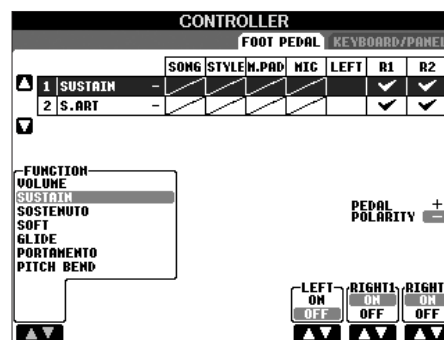 CONTROLLER
FOOT PEDAL KEYBOARD/PANEL
SONG STYLE M.PAD MIC LEFT R1 R2
1 SUSTAIN –
2 S.ART –
FUNCTION
VOLUME
SUSTAIN
SOSTENUTO
SOFT
GLIDE
PORTAMENTO
PITCH BEND
PEDAL +
POLARITY –
LEFT RIGHT1 RIGHT
ON ON ON
OFF OFF OFF